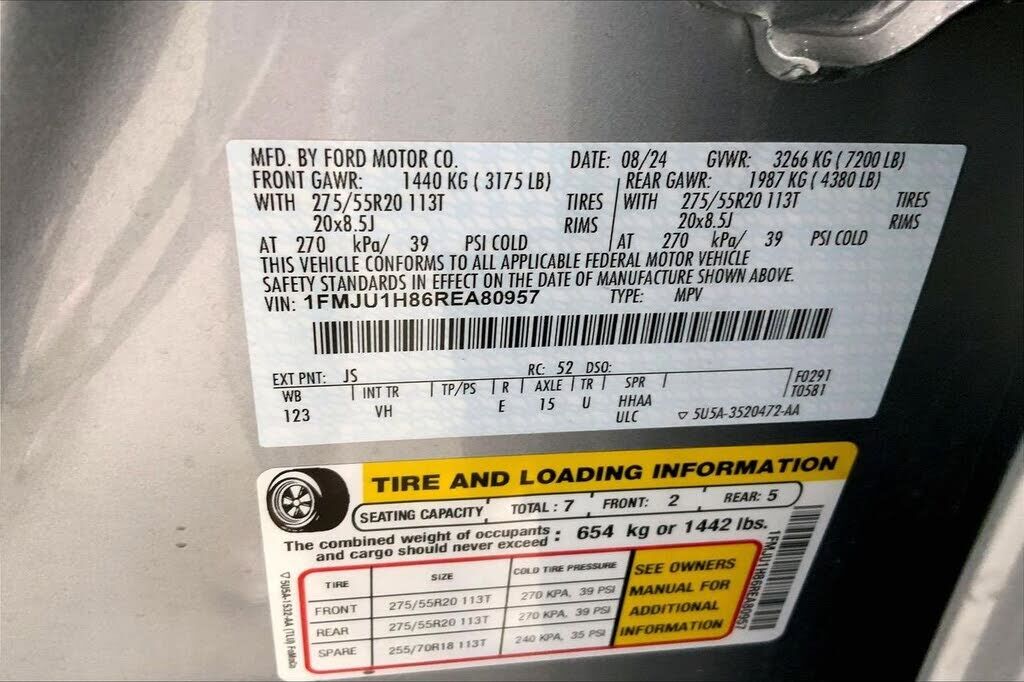 MFD. BY FORD MOTOR CO. DATE: 08/24 GVWR: 3266 KG ( 7200 LB)
FRONT GAWR: 1440 KG ( 3175 LB) REAR GAWR: 1987 KG ( 4380 LB)
WITH 275/55R20 113T TIRES WITH 275/55R20 113T TIRES
20x8.5J RIMS 20x8.5J RIMS
AT 270 kPa/ 39 PSI COLD AT 270 kPa/ 39 PSI COLD
THIS VEHICLE CONFORMS TO ALL APPLICABLE FEDERAL MOTOR VEHICLE
SAFETY STANDARDS IN EFFECT ON THE DATE OF MANUFACTURE SHOWN ABOVE.
VIN: 1FMJU1H86REA80957 TYPE: MPV
EXT PNT: JS RC: 52 DSO:
WB INT TR TP/PS R AXLE TR SPR F0291
123 VH E 15 U HHAA T0581
ULC ▽ 5U5A-3520472-AA
TIRE AND LOADING INFORMATION
SEATING CAPACITY TOTAL : 7 FRONT: 2 REAR: 5
The combined weight of occupants
and cargo should never exceed : 654 kg or 1442 lbs.
TIRE SIZE COLD TIRE PRESSURE
FRONT 275/55R20 113T 270 KPA, 39 PSI
REAR 275/55R20 113T 270 KPA, 39 PSI
SPARE 255/70R18 113T 240 KPA, 35 PSI
SEE OWNERS
MANUAL FOR
ADDITIONAL
INFORMATION
1FMJU1H86REA80957
▽ 5U5A-1532-AA (TLU) FoMoCo